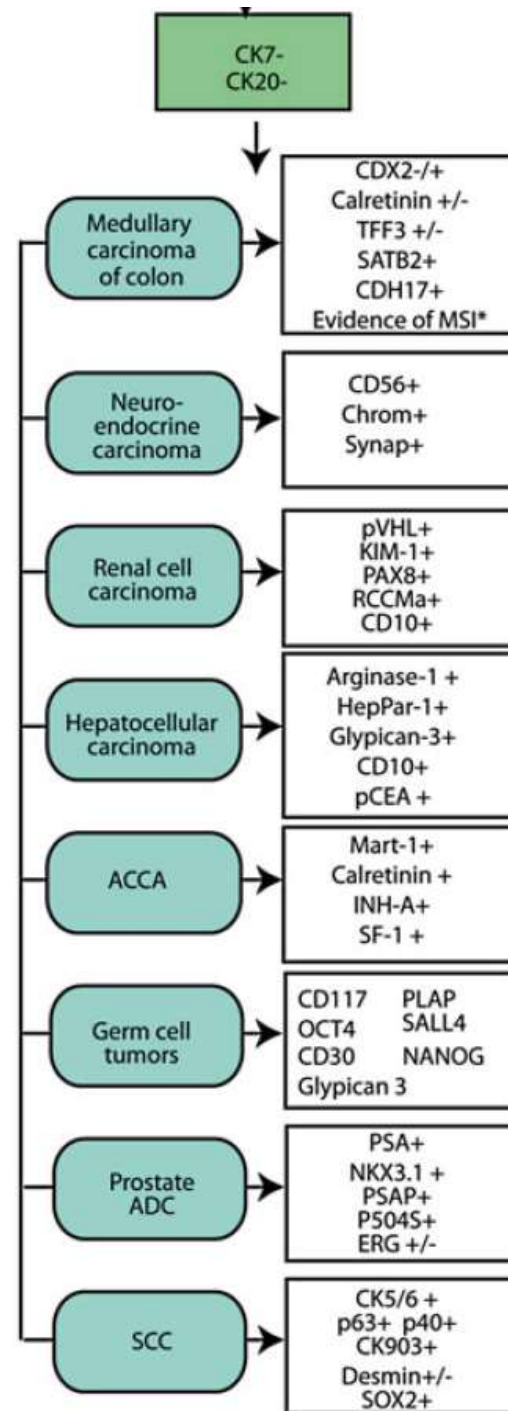 CK7-
CK20-
Medullary
carcinoma
of colon
CDX2-/+
Calretinin +/-
TFF3 +/-
SATB2+
CDH17+
Evidence of MSI*
Neuro-
endocrine
carcinoma
CD56+
Chrom+
Synap+
Renal cell
carcinoma
pVHL+
KIM-1+
PAX8+
RCCMa+
CD10+
Hepatocellular
carcinoma
Arginase-1 +
HepPar-1+
Glypican-3+
CD10+
pCEA +
ACCA
Mart-1+
Calretinin +
INH-A+
SF-1 +
Germ cell
tumors
CD117 PLAP
OCT4 SALL4
CD30 NANOG
Glypican 3
Prostate
ADC
PSA+
NKX3.1 +
PSAP+
P504S+
ERG +/-
SCC
CK5/6 +
p63+ p40+
CK903+
Desmin+/-
SOX2+